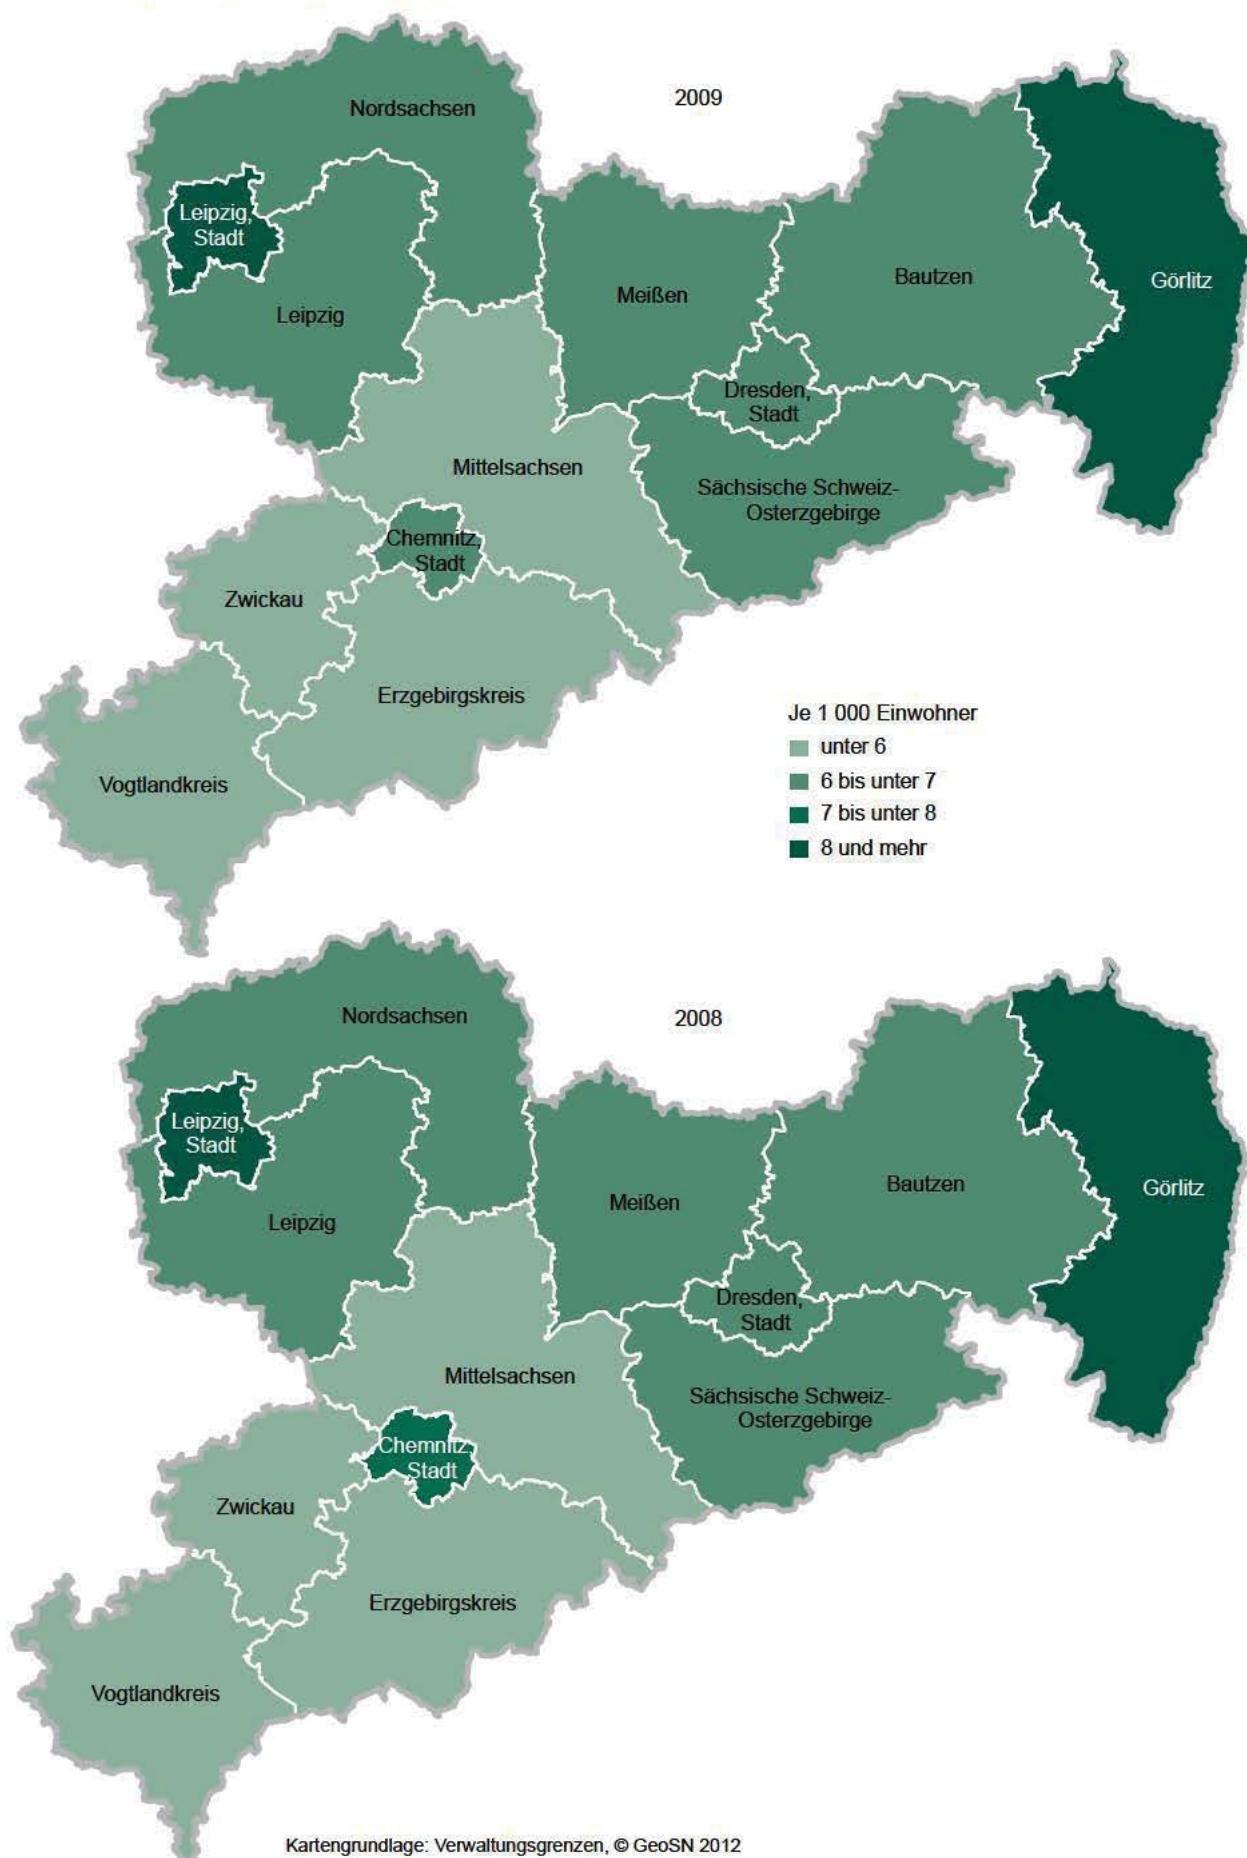 2009
Nordsachsen
Leipzig,
Stadt
Leipzig
Meißen
Bautzen
Görlitz
Dresden,
Stadt
Mittelsachsen
Sächsische Schweiz-
Osterzgebirge
Chemnitz,
Stadt
Zwickau
Erzgebirgskreis
Vogtlandkreis
Je 1 000 Einwohner
unter 6
6 bis unter 7
7 bis unter 8
8 und mehr
2008
Nordsachsen
Leipzig,
Stadt
Leipzig
Meißen
Bautzen
Görlitz
Dresden,
Stadt
Mittelsachsen
Sächsische Schweiz-
Osterzgebirge
Chemnitz,
Stadt
Zwickau
Erzgebirgskreis
Vogtlandkreis
Kartengrundlage: Verwaltungsgrenzen, © GeoSN 2012